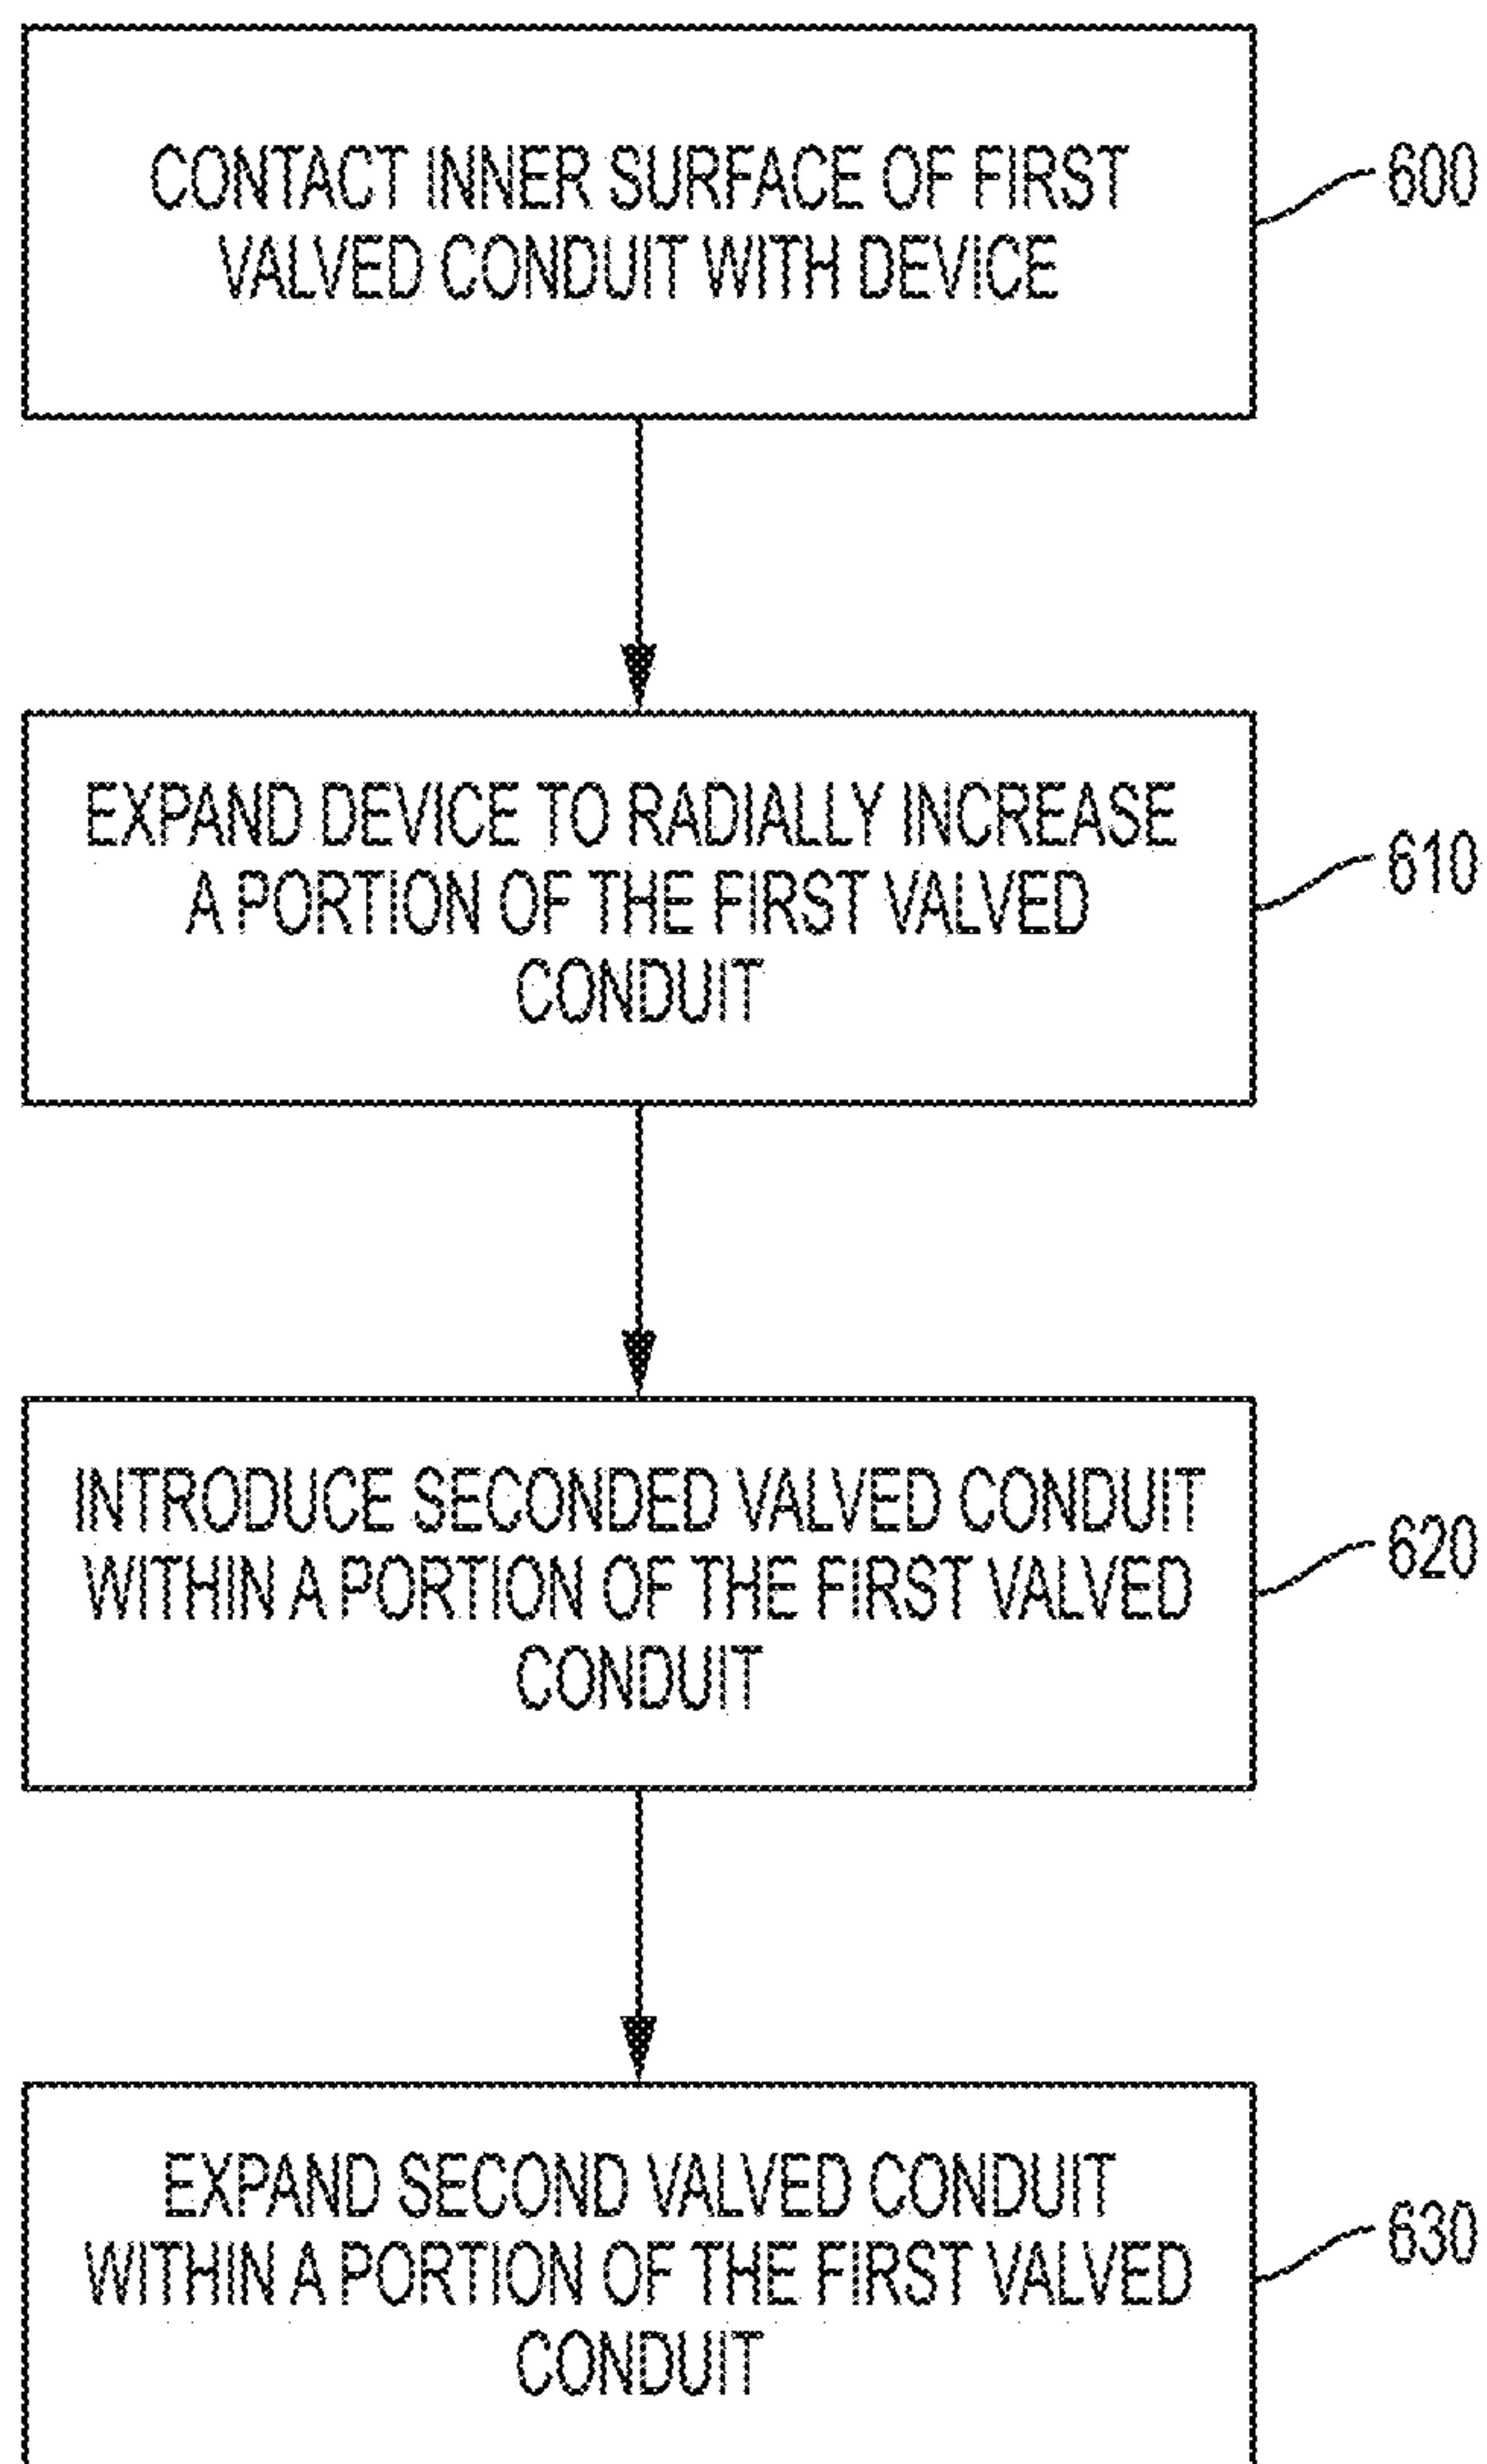 CONTACT INNER SURFACE OF FIRST
VALVED CONDUIT WITH DEVICE
600
EXPAND DEVICE TO RADIALLY INCREASE
A PORTION OF THE FIRST VALVED
CONDUIT
610
INTRODUCE SECONDED VALVED CONDUIT
WITHIN A PORTION OF THE FIRST VALVED
CONDUIT
620
EXPAND SECOND VALVED CONDUIT
WITHIN A PORTION OF THE FIRST VALVED
CONDUIT
630